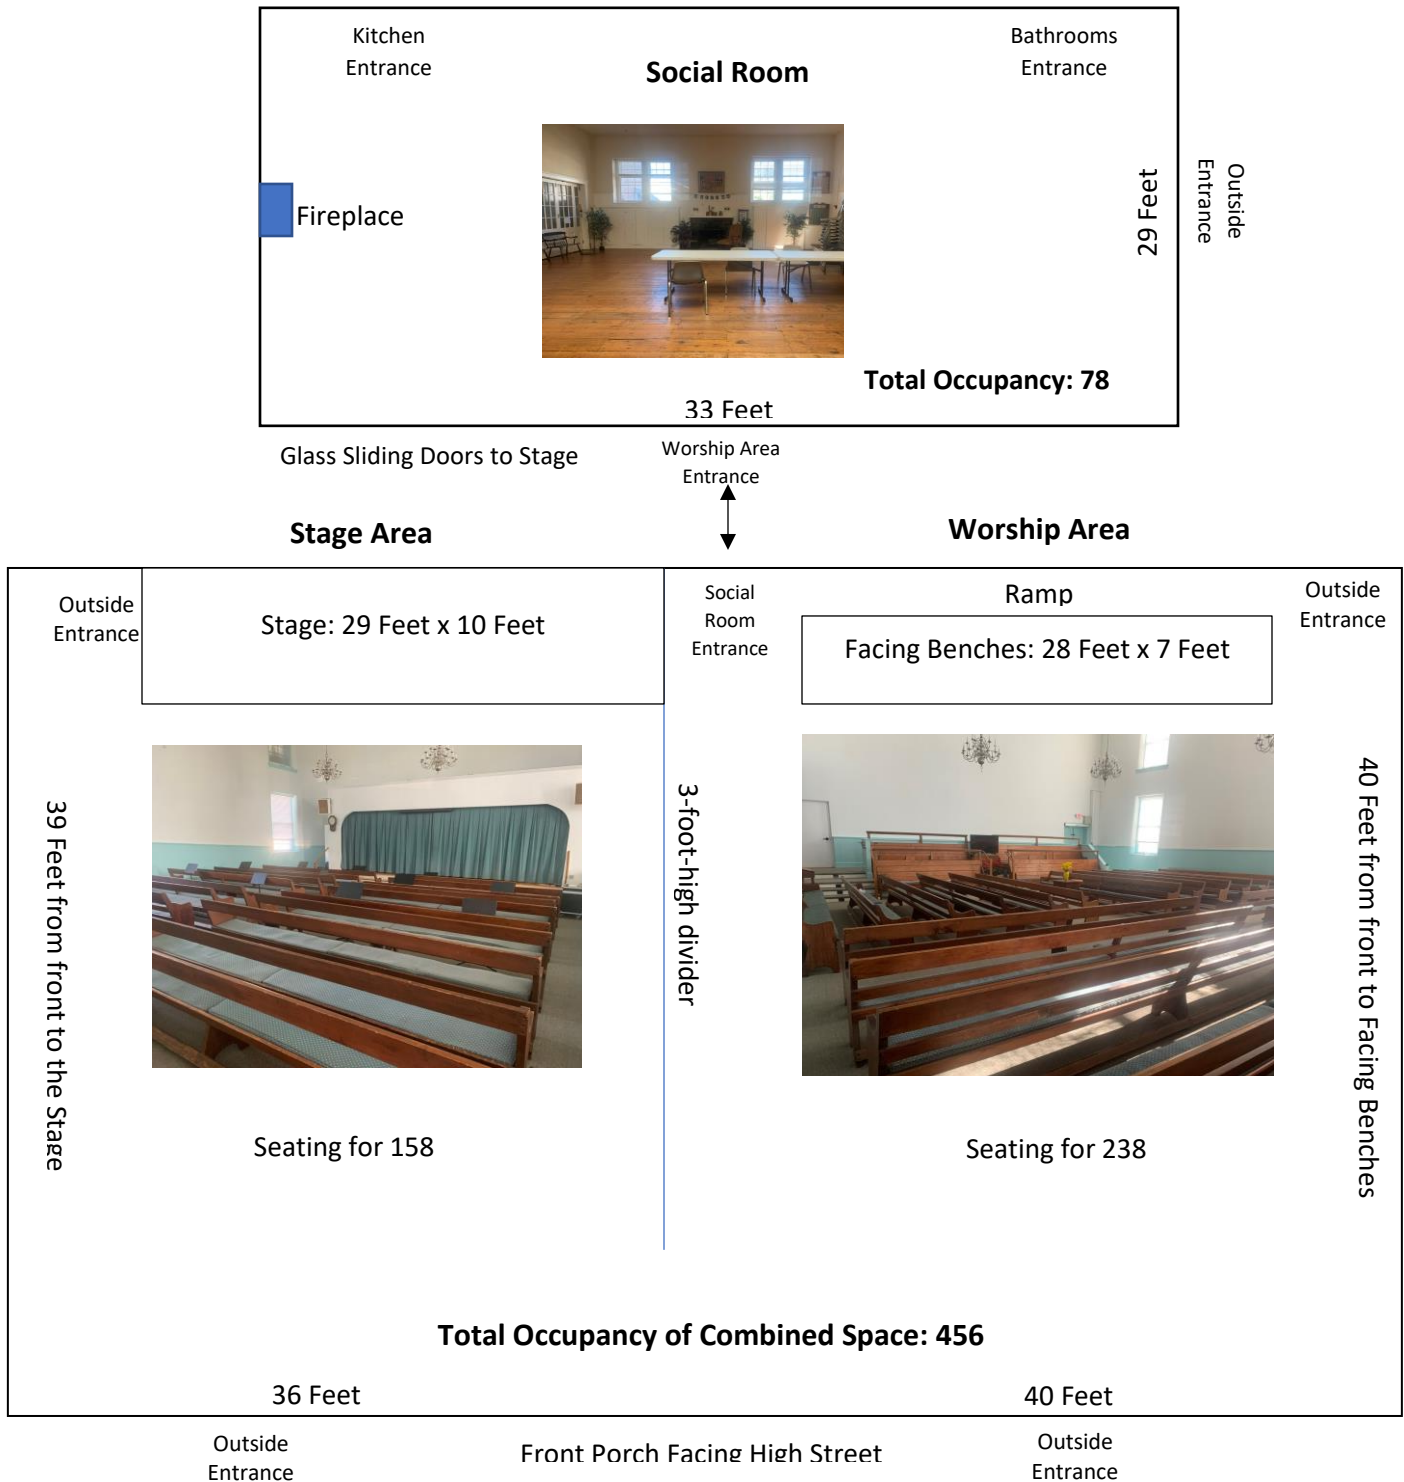 Kitchen
Entrance
Social Room
Bathrooms
Entrance
Fireplace
29 Feet
Outside
Entrance
Total Occupancy: 78
33 Feet
Glass Sliding Doors to Stage
Worship Area
Entrance
Stage Area
Worship Area
Outside
Entrance
Stage: 29 Feet x 10 Feet
Social
Room
Entrance
Ramp
Facing Benches: 28 Feet x 7 Feet
Outside
Entrance
39 Feet from front to the Stage
3-foot-high divider
40 Feet from front to Facing Benches
Seating for 158
Seating for 238
Total Occupancy of Combined Space: 456
36 Feet
40 Feet
Outside
Entrance
Front Porch Facing High Street
Outside
Entrance